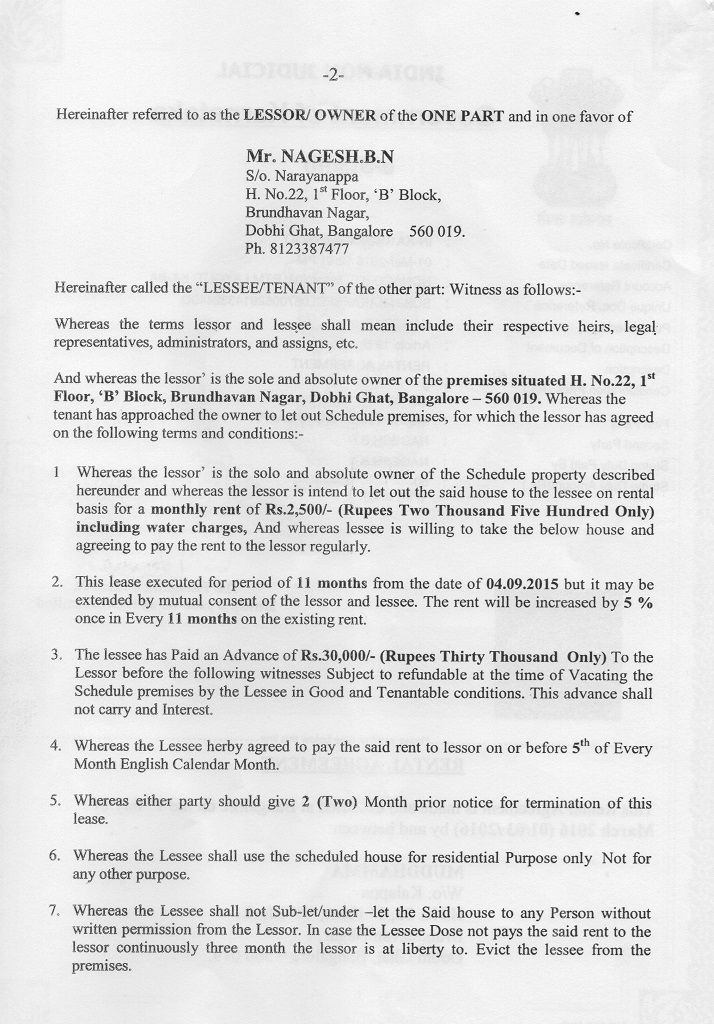 -2-
Hereinafter referred to as the LESSOR/ OWNER of the ONE PART and in one favor of
Mr. NAGESH.B.N
S/o. Narayanappa
H. No.22, 1st Floor, ‘B’ Block,
Brundhavan Nagar,
Dobhi Ghat, Bangalore 560 019.
Ph. 8123387477
Hereinafter called the “LESSEE/TENANT” of the other part: Witness as follows:-
Whereas the terms lessor and lessee shall mean include their respective heirs, legal
representatives, administrators, and assigns, etc.
And whereas the lessor’ is the sole and absolute owner of the premises situated H. No.22, 1st
Floor, ‘B’ Block, Brundhavan Nagar, Dobhi Ghat, Bangalore – 560 019. Whereas the
tenant has approached the owner to let out Schedule premises, for which the lessor has agreed
on the following terms and conditions:-
1 Whereas the lessor’ is the solo and absolute owner of the Schedule property described
hereunder and whereas the lessor is intend to let out the said house to the lessee on rental
basis for a monthly rent of Rs.2,500/- (Rupees Two Thousand Five Hundred Only)
including water charges, And whereas lessee is willing to take the below house and
agreeing to pay the rent to the lessor regularly.
2. This lease executed for period of 11 months from the date of 04.09.2015 but it may be
extended by mutual consent of the lessor and lessee. The rent will be increased by 5 %
once in Every 11 months on the existing rent.
3. The lessee has Paid an Advance of Rs.30,000/- (Rupees Thirty Thousand Only) To the
Lessor before the following witnesses Subject to refundable at the time of Vacating the
Schedule premises by the Lessee in Good and Tenantable conditions. This advance shall
not carry and Interest.
4. Whereas the Lessee herby agreed to pay the said rent to lessor on or before 5th of Every
Month English Calendar Month.
5. Whereas either party should give 2 (Two) Month prior notice for termination of this
lease.
6. Whereas the Lessee shall use the scheduled house for residential Purpose only Not for
any other purpose.
7. Whereas the Lessee shall not Sub-let/under –let the Said house to any Person without
written permission from the Lessor. In case the Lessee Dose not pays the said rent to the
lessor continuously three month the lessor is at liberty to. Evict the lessee from the
premises.